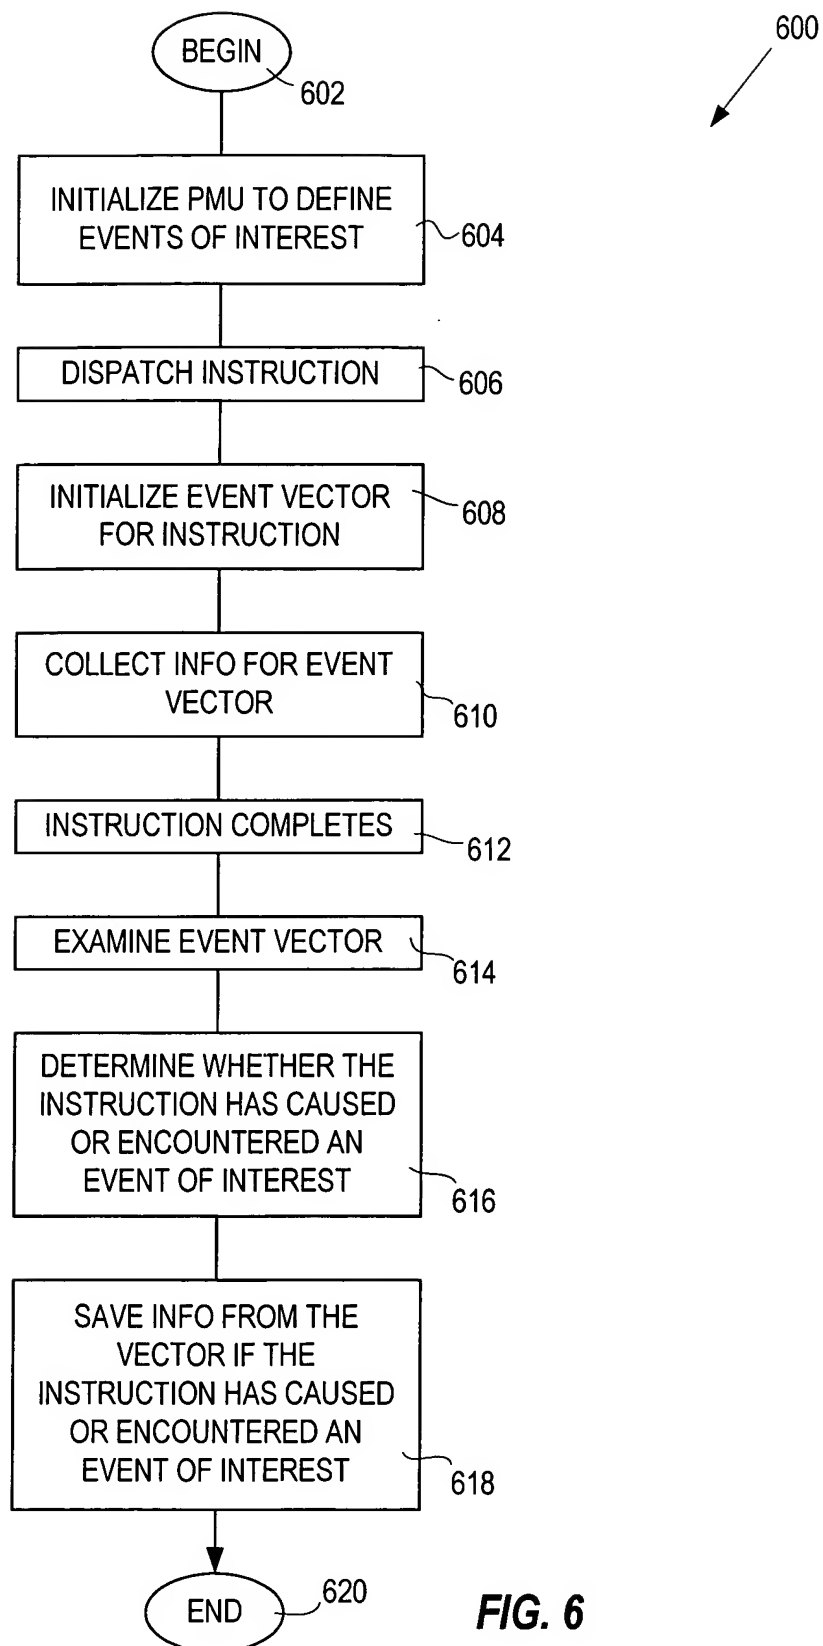 600
BEGIN
602
INITIALIZE PMU TO DEFINE
EVENTS OF INTEREST
604
DISPATCH INSTRUCTION
606
INITIALIZE EVENT VECTOR
FOR INSTRUCTION
608
COLLECT INFO FOR EVENT
VECTOR
610
INSTRUCTION COMPLETES
612
EXAMINE EVENT VECTOR
614
DETERMINE WHETHER THE
INSTRUCTION HAS CAUSED
OR ENCOUNTERED AN
EVENT OF INTEREST
616
SAVE INFO FROM THE
VECTOR IF THE
INSTRUCTION HAS CAUSED
OR ENCOUNTERED AN
EVENT OF INTEREST
618
END
620
FIG. 6